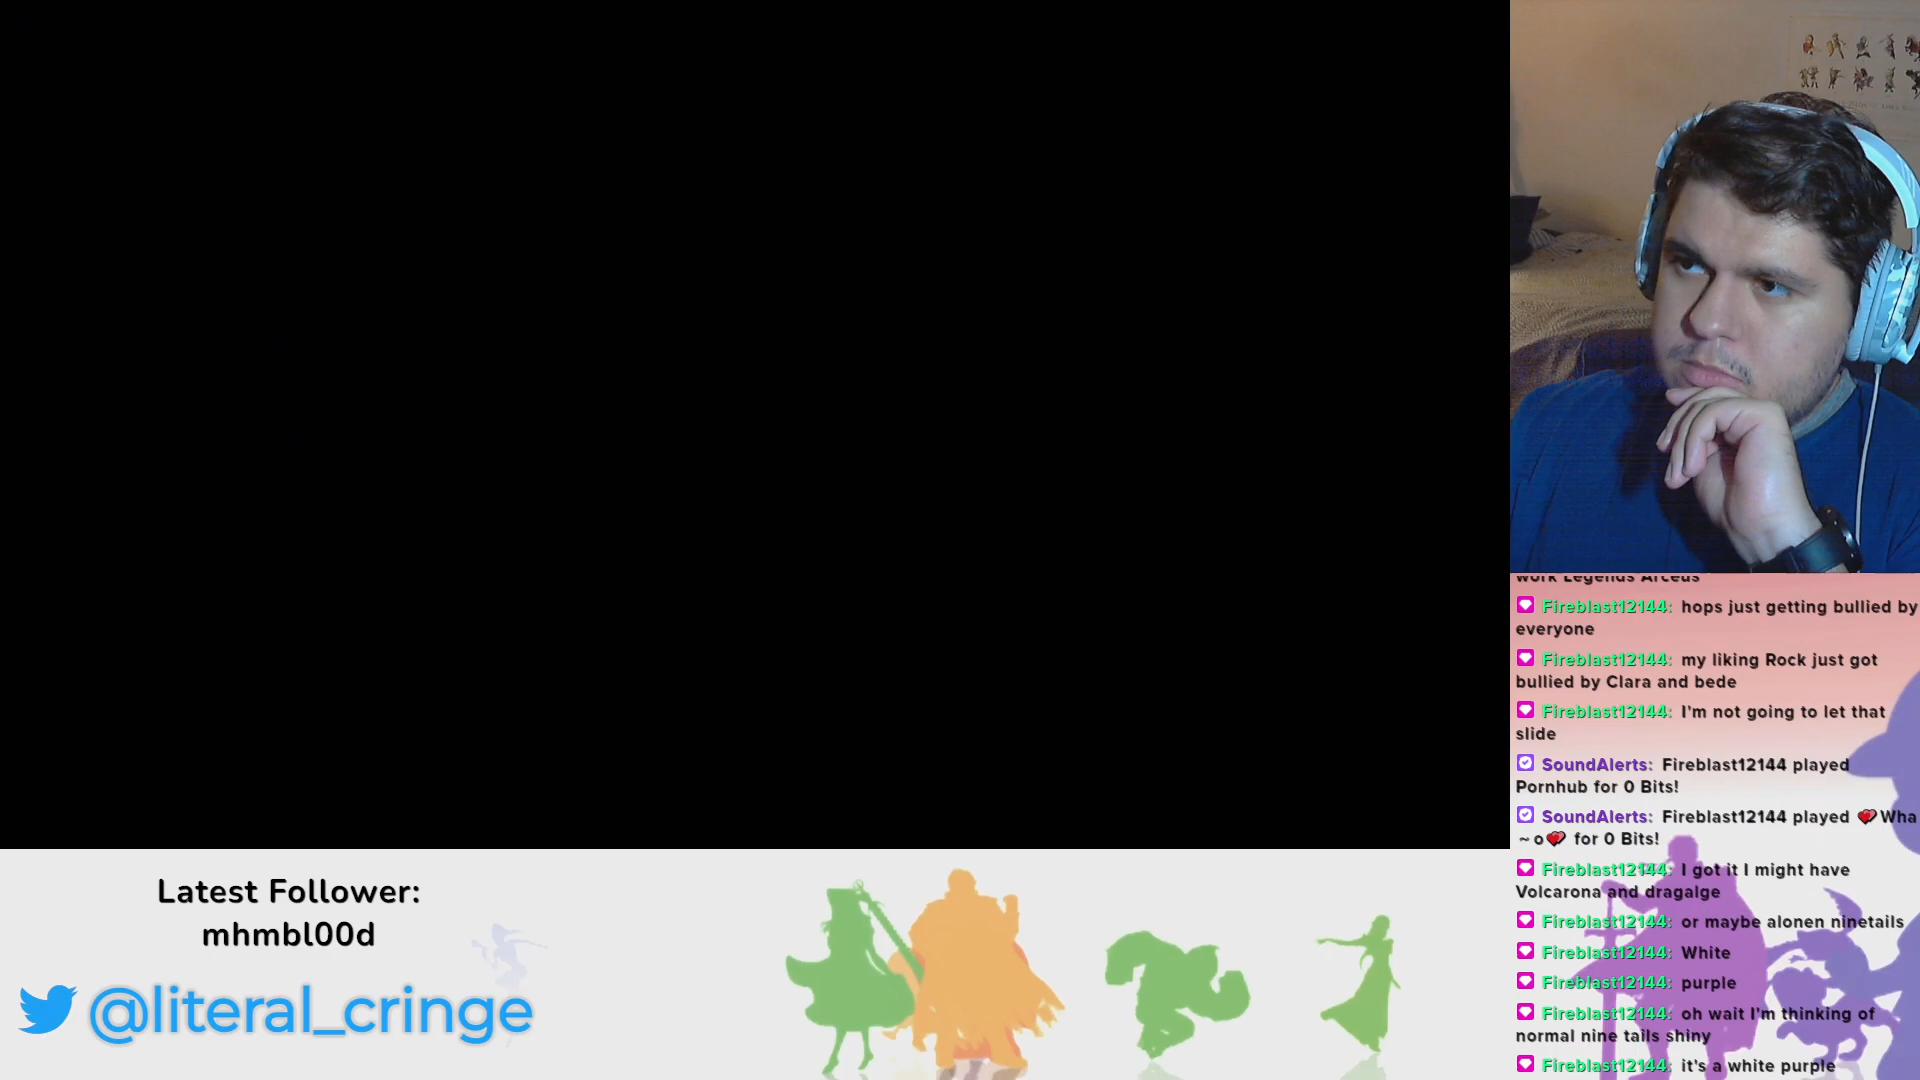 work Legends Arceus
Fireblast12144: hops just getting bullied by
everyone
Fireblast12144: my liking Rock just got
bullied by Clara and bede
Fireblast12144: I'm not going to let that
slide
SoundAlerts: Fireblast12144 played
Pornhub for 0 Bits!
SoundAlerts: Fireblast12144 played 💕Wha
~o💕 for 0 Bits!
Fireblast12144: I got it I might have
Volcarona and dragalge
Fireblast12144: or maybe alonen ninetails
Fireblast12144: White
Fireblast12144: purple
Fireblast12144: oh wait I'm thinking of
normal nine tails shiny
Fireblast12144: it's a white purple
Latest Follower:
mhmbl00d
@literal_cringe